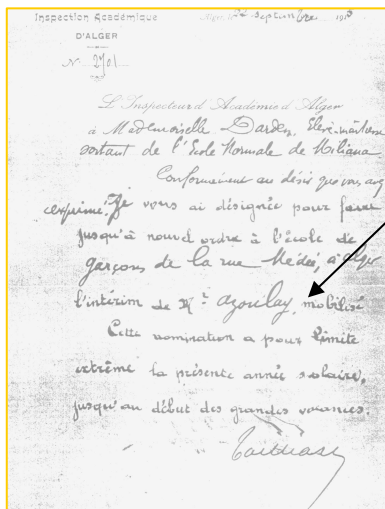 Inspection Académique
D'ALGER
Alger, le 22 septembre 191
N° 2701
L'Inspecteur d'Académie d'Alger
à Mademoiselle Darden, Elève-maîtresse
sortant de l'Ecole Normale de Miliana
Conformément au désir que vous avez
exprimé, Je vous ai désignée pour faire
jusqu'à nouvel ordre à l'école de
garçons de la rue Médée, à Alger
l'intérim de Mr Azoulay, mobilisé
Cette nomination a pour limite
extrême la présente année scolaire,
jusqu'au début des grandes vacances.